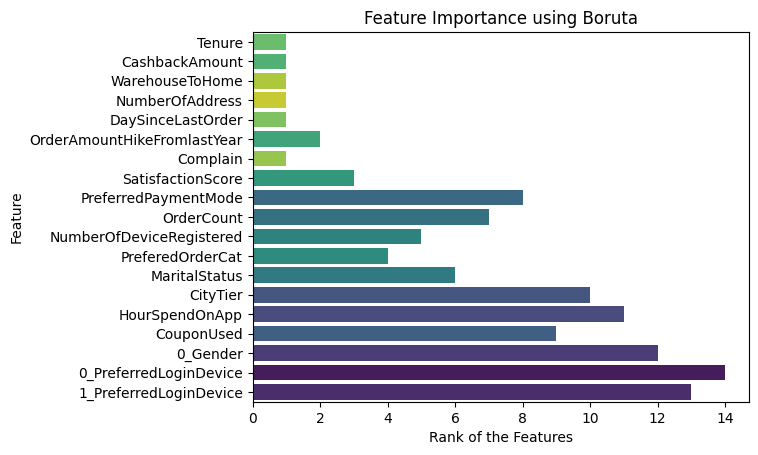 Feature Importance using Boruta
Feature
Tenure
CashbackAmount
WarehouseToHome
NumberOfAddress
DaySinceLastOrder
OrderAmountHikeFromlastYear
Complain
SatisfactionScore
PreferredPaymentMode
OrderCount
NumberOfDeviceRegistered
PreferedOrderCat
MaritalStatus
CityTier
HourSpendOnApp
CouponUsed
0_Gender
0_PreferredLoginDevice
1_PreferredLoginDevice
0 2 4 6 8 10 12 14
Rank of the Features